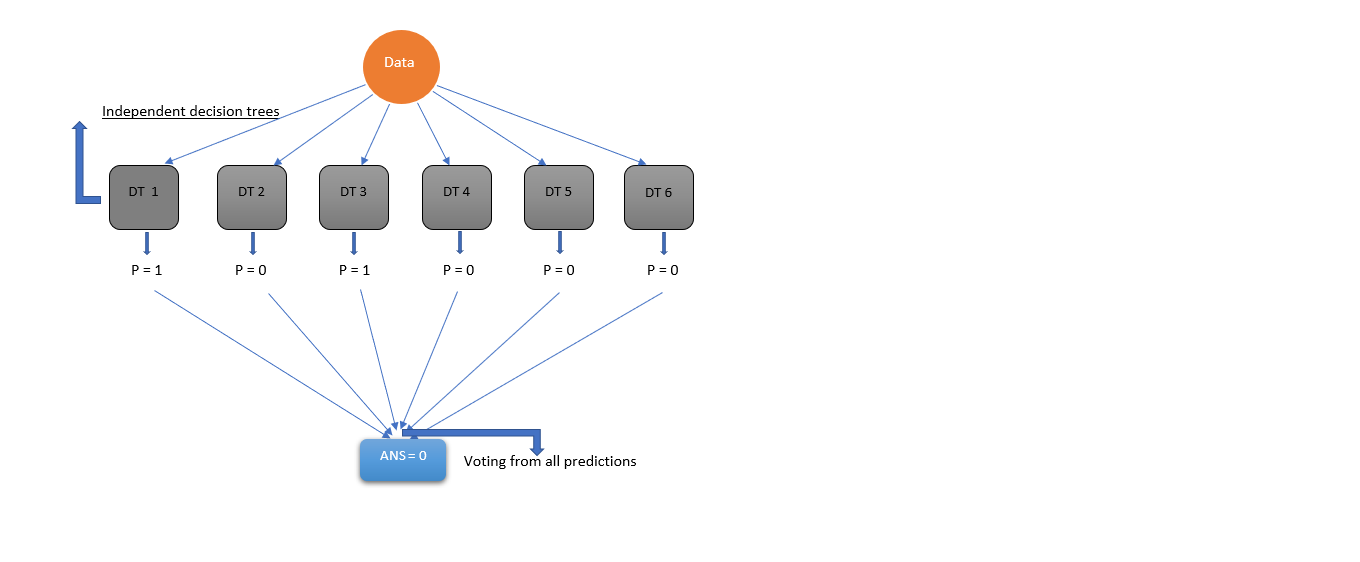 Data
Independent decision trees
DT 1
DT 2
DT 3
DT 4
DT 5
DT 6
P = 1
P = 0
P = 1
P = 0
P = 0
P = 0
ANS = 0
Voting from all predictions